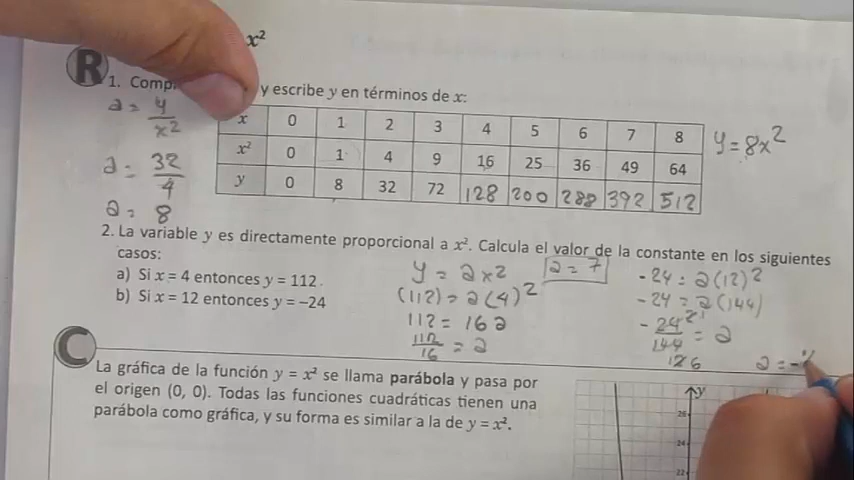 x²
R
1. Comp
y escribe y en términos de x:
a = y/x²
a = 32/4
a = 8
x 0 1 2 3 4 5 6 7 8
x² 0 1 4 9 16 25 36 49 64
y 0 8 32 72 128 200 288 392 512
y = 8x²
2. La variable y es directamente proporcional a x². Calcula el valor de la constante en los siguientes
casos:
a) Si x = 4 entonces y = 112.
b) Si x = 12 entonces y = –24
y = ax²
(112) = a(4)²
112 = 16a
112/16 = a
a = 7
-24 = a(12)²
-24 = a(144)
-24/144 = a
a = -
C
La gráfica de la función y = x² se llama parábola y pasa por
el origen (0, 0). Todas las funciones cuadráticas tienen una
parábola como gráfica, y su forma es similar a la de y = x².
y
26
24
22